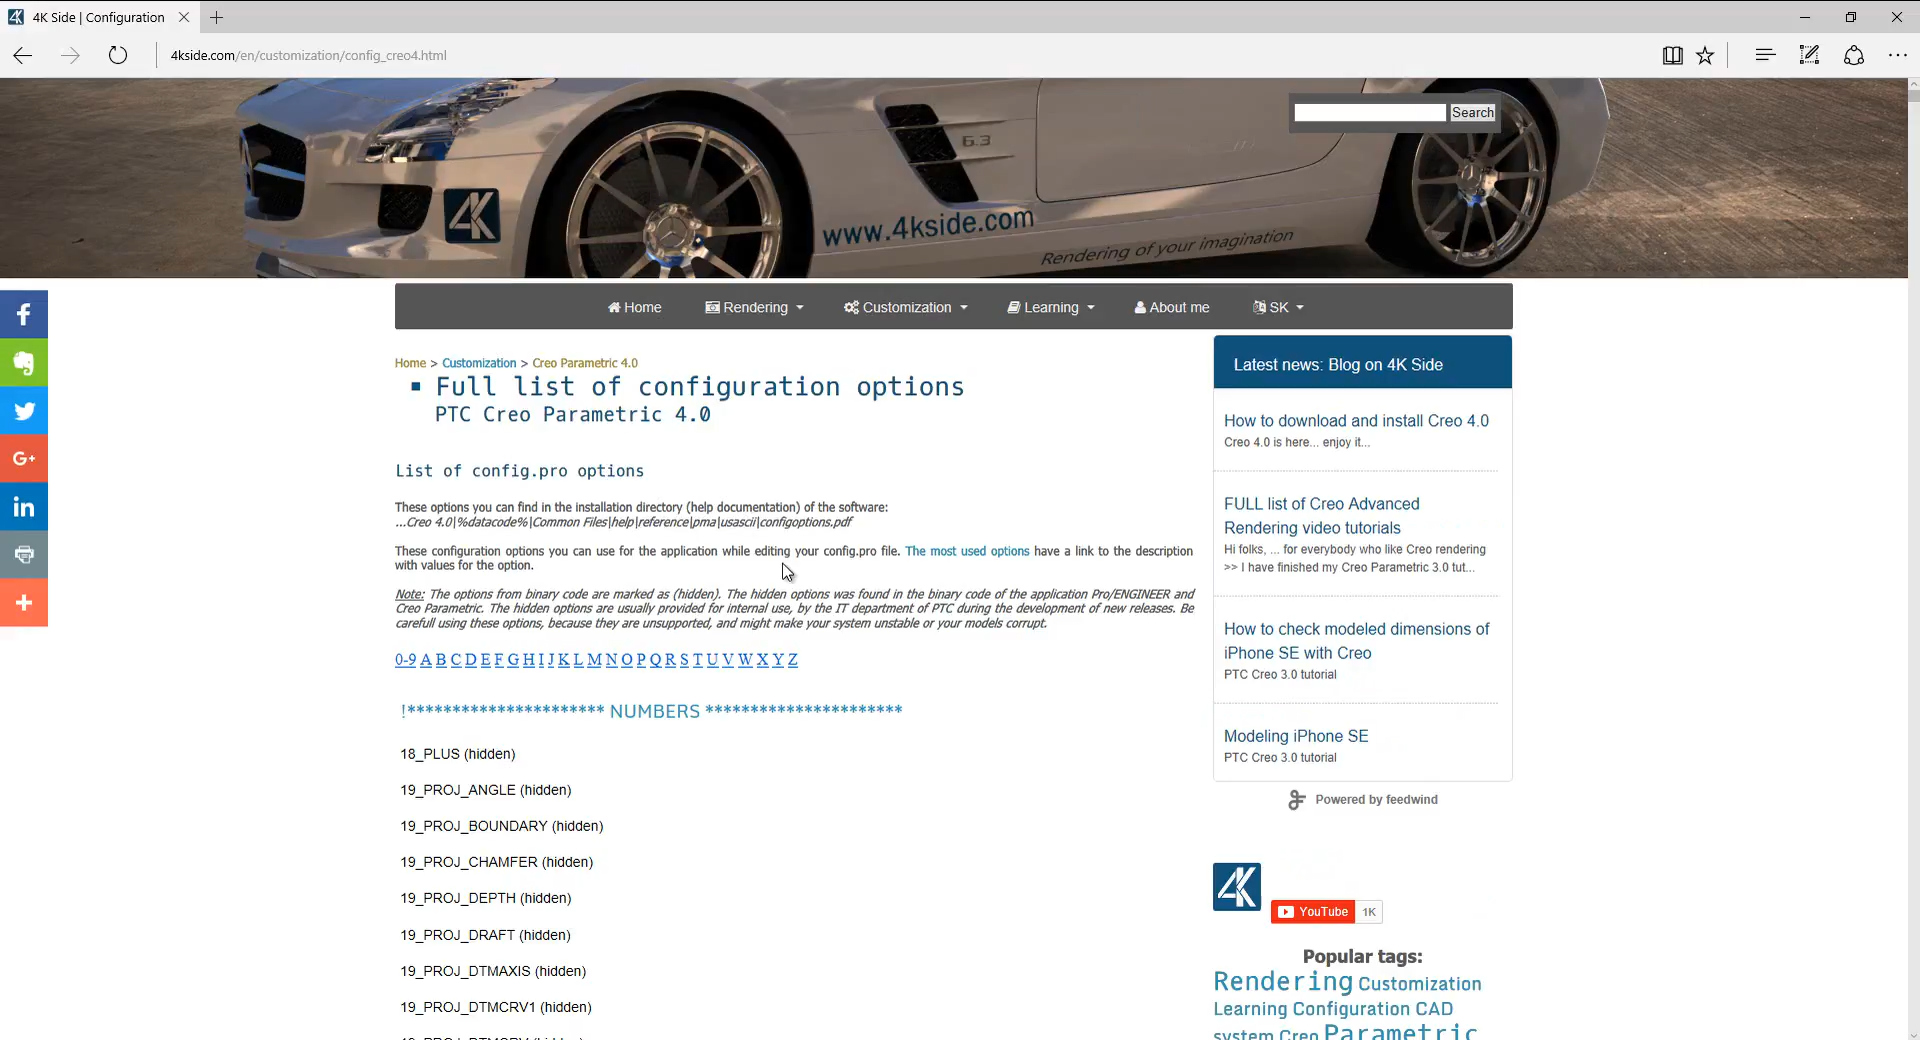 4K Side | Configuration
4kside.com/en/customization/config_creo4.html
6.3
Search
4K
www.4kside.com
Rendering of your imagination
Home
Rendering
Customization
Learning
About me
SK
Home > Customization > Creo Parametric 4.0
Full list of configuration options
PTC Creo Parametric 4.0
List of config.pro options
These options you can find in the installation directory (help documentation) of the software:
...Creo 4.0\%datacode%\Common Files\help\reference\pma\usascii\configoptions.pdf
These configuration options you can use for the application while editing your config.pro file. The most used options have a link to the description
with values for the option.
Note: The options from binary code are marked as (hidden). The hidden options was found in the binary code of the application Pro/ENGINEER and
Creo Parametric. The hidden options are usually provided for internal use, by the IT department of PTC during the development of new releases. Be
carefull using these options, because they are unsupported, and might make your system unstable or your models corrupt.
0-9 A B C D E F G H I J K L M N O P Q R S T U V W X Y Z
!********************** NUMBERS **********************
18_PLUS (hidden)
19_PROJ_ANGLE (hidden)
19_PROJ_BOUNDARY (hidden)
19_PROJ_CHAMFER (hidden)
19_PROJ_DEPTH (hidden)
19_PROJ_DRAFT (hidden)
19_PROJ_DTMAXIS (hidden)
19_PROJ_DTMCRV1 (hidden)
Latest news: Blog on 4K Side
How to download and install Creo 4.0
Creo 4.0 is here... enjoy it...
FULL list of Creo Advanced
Rendering video tutorials
Hi folks, ... for everybody who like Creo rendering
>> I have finished my Creo Parametric 3.0 tut...
How to check modeled dimensions of
iPhone SE with Creo
PTC Creo 3.0 tutorial
Modeling iPhone SE
PTC Creo 3.0 tutorial
Powered by feedwind
4K
YouTube 1K
Popular tags:
Rendering Customization
Learning Configuration CAD
system Creo Parametric